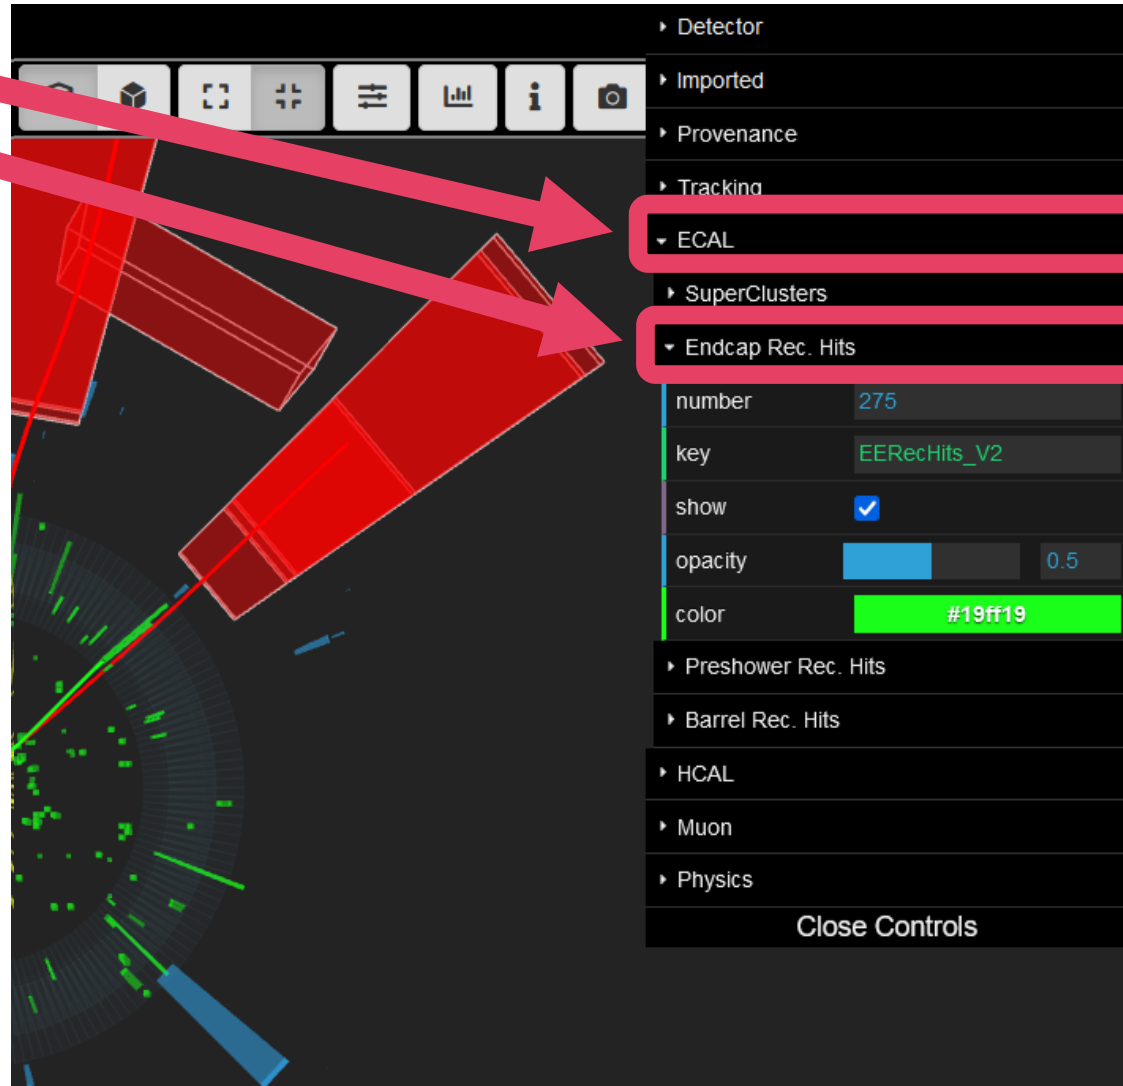 Detector
Imported
Provenance
Tracking
ECAL
SuperClusters
Endcap Rec. Hits
number 275
key EERecHits_V2
show
opacity 0.5
color #19ff19
Preshower Rec. Hits
Barrel Rec. Hits
HCAL
Muon
Physics
Close Controls